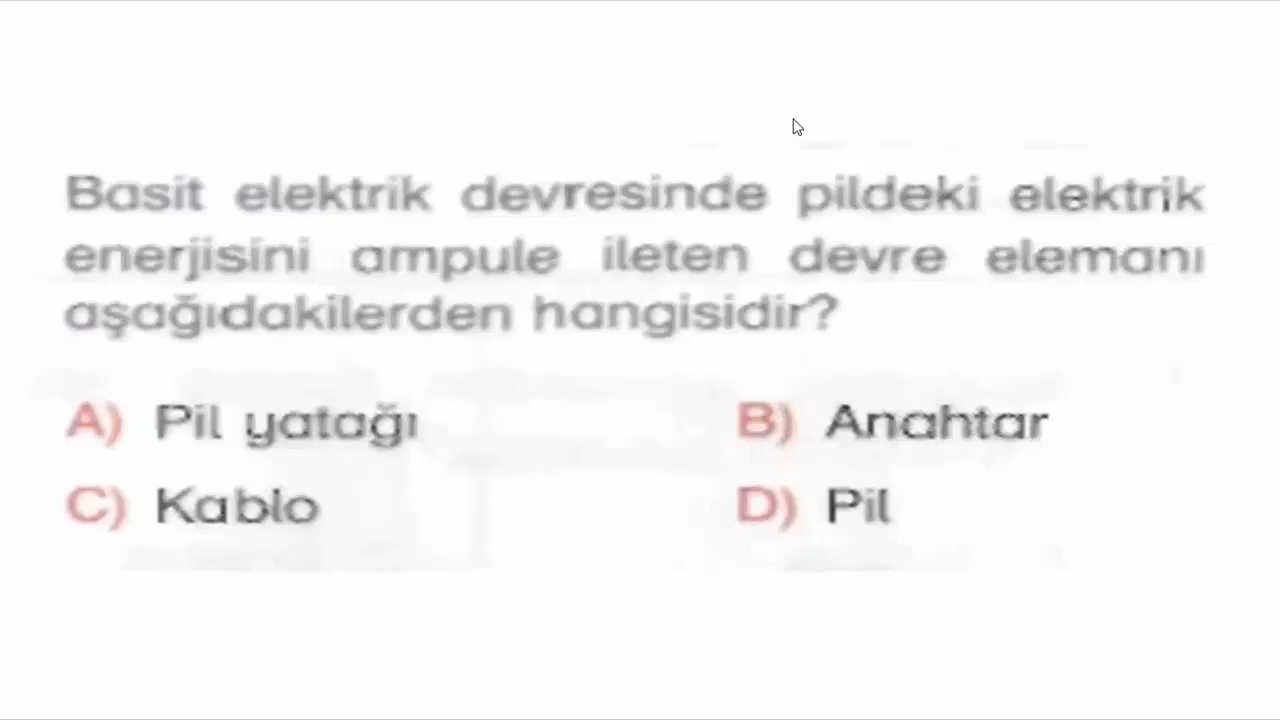 Basit elektrik devresinde pildeki elektrik
enerjisini ampule ileten devre elemanı
aşağıdakilerden hangisidir?
A) Pil yatağı B) Anahtar
C) Kablo D) Pil